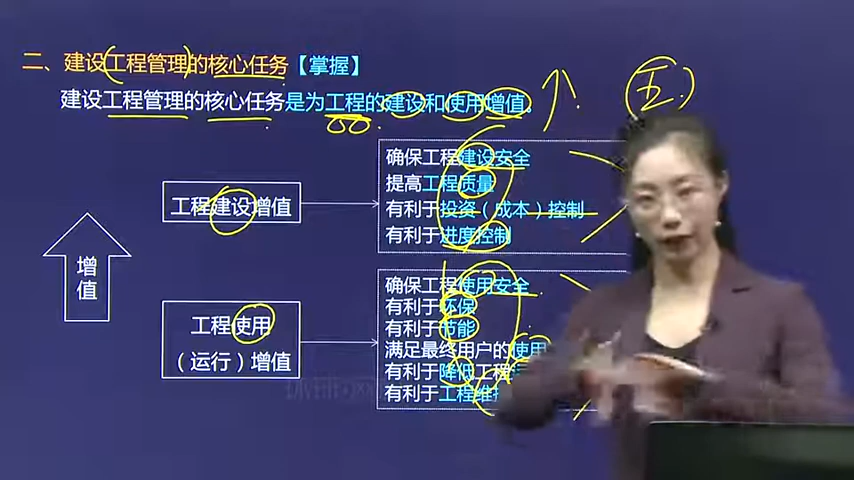 二、建设工程管理的核心任务【掌握】
建设工程管理的核心任务是为工程的建设和使用增值。
五
确保工程建设安全
提高工程质量
工程建设增值
有利于投资（成本）控制
有利于进度控制
增值
确保工程使用安全
有利于环保
工程使用
（运行）增值
有利于节能
满足最终用户的使用
有利于降低工程
有利于工程维